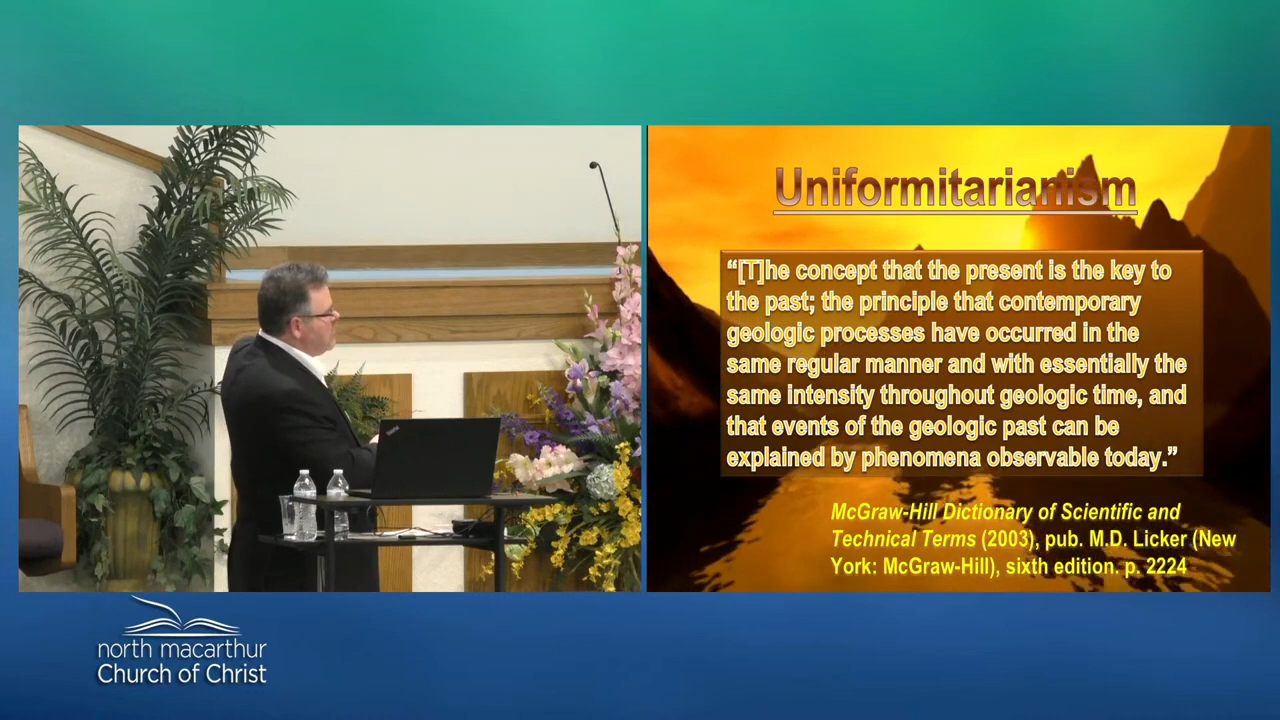 Uniformitarianism
“[T]he concept that the present is the key to
the past; the principle that contemporary
geologic processes have occurred in the
same regular manner and with essentially the
same intensity throughout geologic time, and
that events of the geologic past can be
explained by phenomena observable today.”
McGraw-Hill Dictionary of Scientific and
Technical Terms (2003), pub. M.D. Licker (New
York: McGraw-Hill), sixth edition. p. 2224
north macarthur
Church of Christ